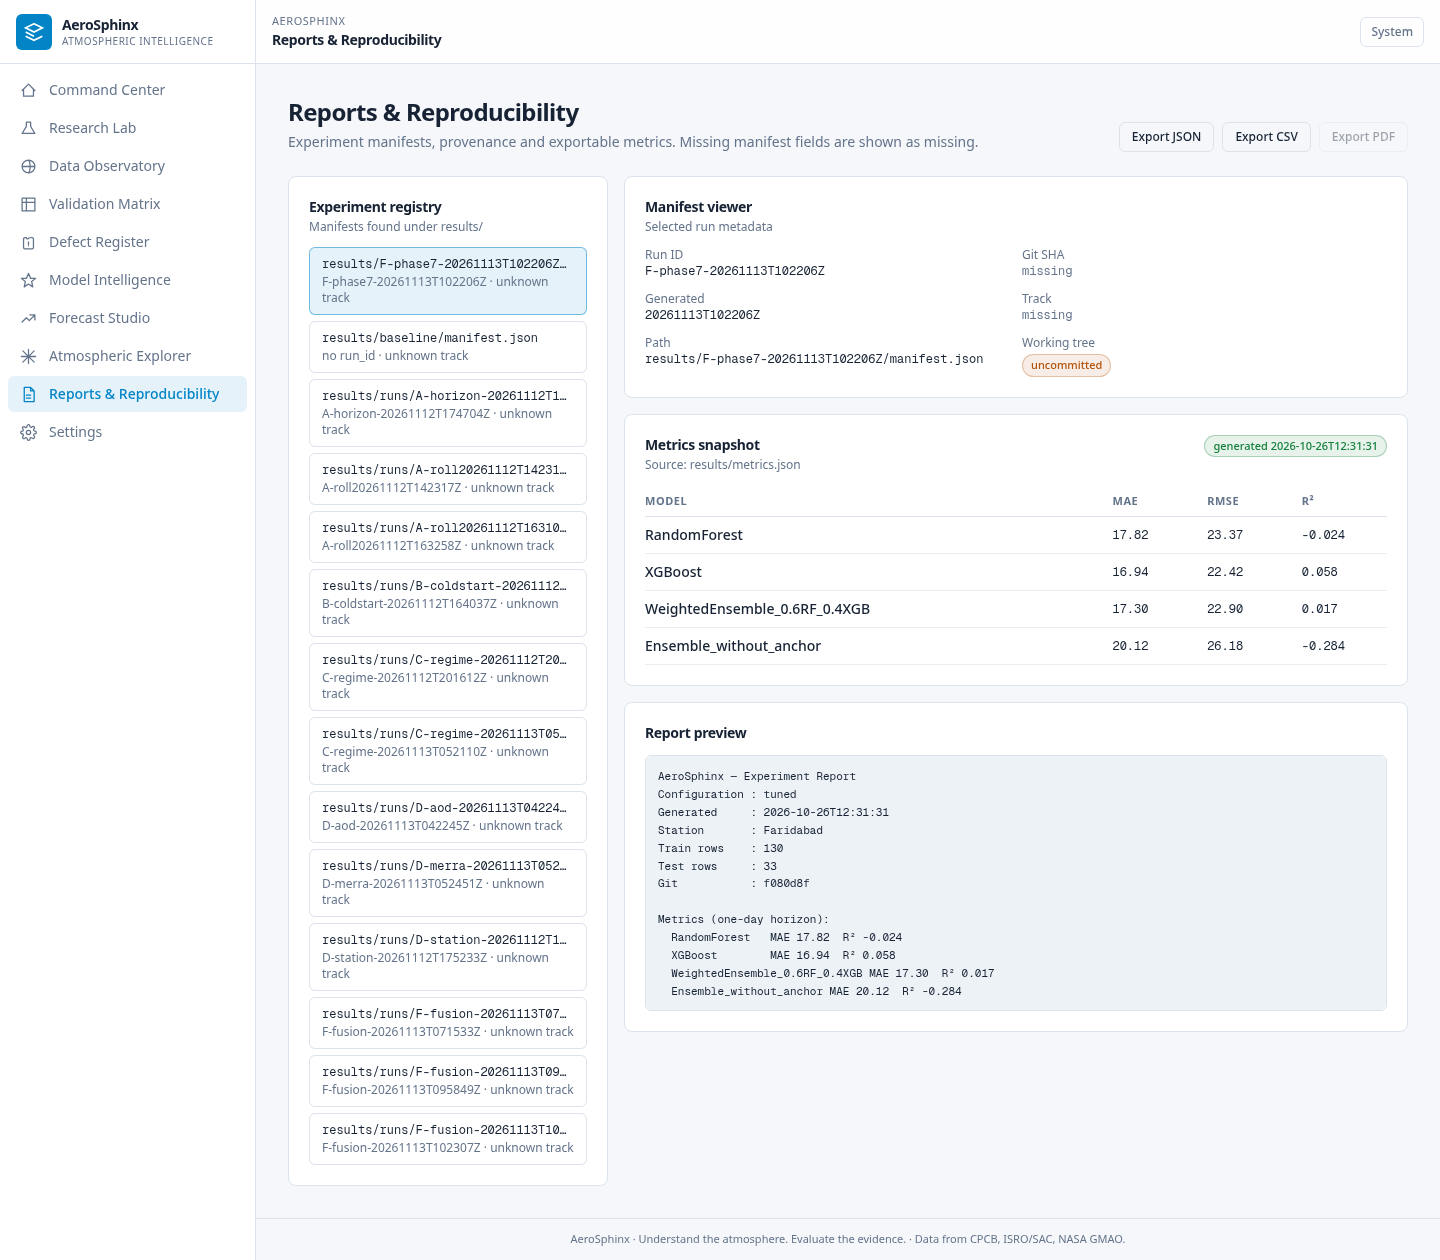 AeroSphinx
ATMOSPHERIC INTELLIGENCE
Command Center
Research Lab
Data Observatory
Validation Matrix
Defect Register
Model Intelligence
Forecast Studio
Atmospheric Explorer
Reports & Reproducibility
Settings
AEROSPHINX
Reports & Reproducibility
System
Reports & Reproducibility
Experiment manifests, provenance and exportable metrics. Missing manifest fields are shown as missing.
Export JSON
Export CSV
Export PDF
Experiment registry
Manifests found under results/
results/F-phase7-20261113T102206Z…
F-phase7-20261113T102206Z · unknown
track
results/baseline/manifest.json
no run_id · unknown track
results/runs/A-horizon-20261112T1…
A-horizon-20261112T174704Z · unknown
track
results/runs/A-roll20261112T14231…
A-roll20261112T142317Z · unknown track
results/runs/A-roll20261112T16310…
A-roll20261112T163258Z · unknown track
results/runs/B-coldstart-20261112…
B-coldstart-20261112T164037Z · unknown
track
results/runs/C-regime-20261112T20…
C-regime-20261112T201612Z · unknown
track
results/runs/C-regime-20261113T05…
C-regime-20261113T052110Z · unknown
track
results/runs/D-aod-20261113T04224…
D-aod-20261113T042245Z · unknown track
results/runs/D-merra-20261113T052…
D-merra-20261113T052451Z · unknown
track
results/runs/D-station-20261112T1…
D-station-20261112T175233Z · unknown
track
results/runs/F-fusion-20261113T07…
F-fusion-20261113T071533Z · unknown track
results/runs/F-fusion-20261113T09…
F-fusion-20261113T095849Z · unknown track
results/runs/F-fusion-20261113T10…
F-fusion-20261113T102307Z · unknown track
Manifest viewer
Selected run metadata
Run ID
F-phase7-20261113T102206Z
Git SHA
missing
Generated
20261113T102206Z
Track
missing
Path
results/F-phase7-20261113T102206Z/manifest.json
Working tree
uncommitted
Metrics snapshot
Source: results/metrics.json
generated 2026-10-26T12:31:31
MODEL MAE RMSE R²
RandomForest 17.82 23.37 -0.024
XGBoost 16.94 22.42 0.058
WeightedEnsemble_0.6RF_0.4XGB 17.30 22.90 0.017
Ensemble_without_anchor 20.12 26.18 -0.284
Report preview
AeroSphinx — Experiment Report
Configuration : tuned
Generated : 2026-10-26T12:31:31
Station : Faridabad
Train rows : 130
Test rows : 33
Git : f080d8f
Metrics (one-day horizon):
RandomForest MAE 17.82 R² -0.024
XGBoost MAE 16.94 R² 0.058
WeightedEnsemble_0.6RF_0.4XGB MAE 17.30 R² 0.017
Ensemble_without_anchor MAE 20.12 R² -0.284
AeroSphinx · Understand the atmosphere. Evaluate the evidence. · Data from CPCB, ISRO/SAC, NASA GMAO.